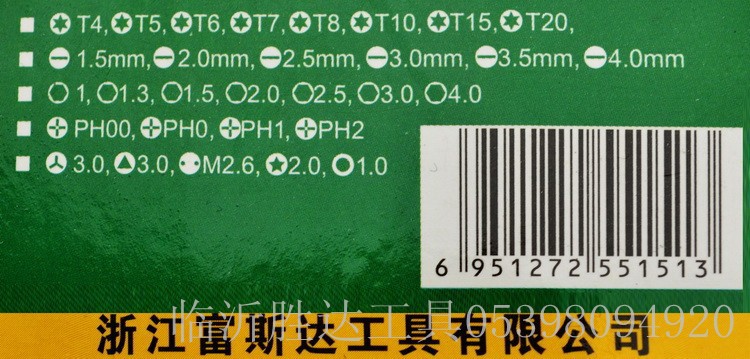 T4, T5, T6, T7, T8, T10, T15, T20,
1.5mm, 2.0mm, 2.5mm, 3.0mm, 3.5mm, 4.0mm
1, 1.3, 1.5, 2.0, 2.5, 3.0, 4.0
PH00, PH0, PH1, PH2
3.0, 3.0, M2.6, 2.0, 1.0
6 951272 551513
临沂胜达工具05398094920
浙江富斯达工具有限公司